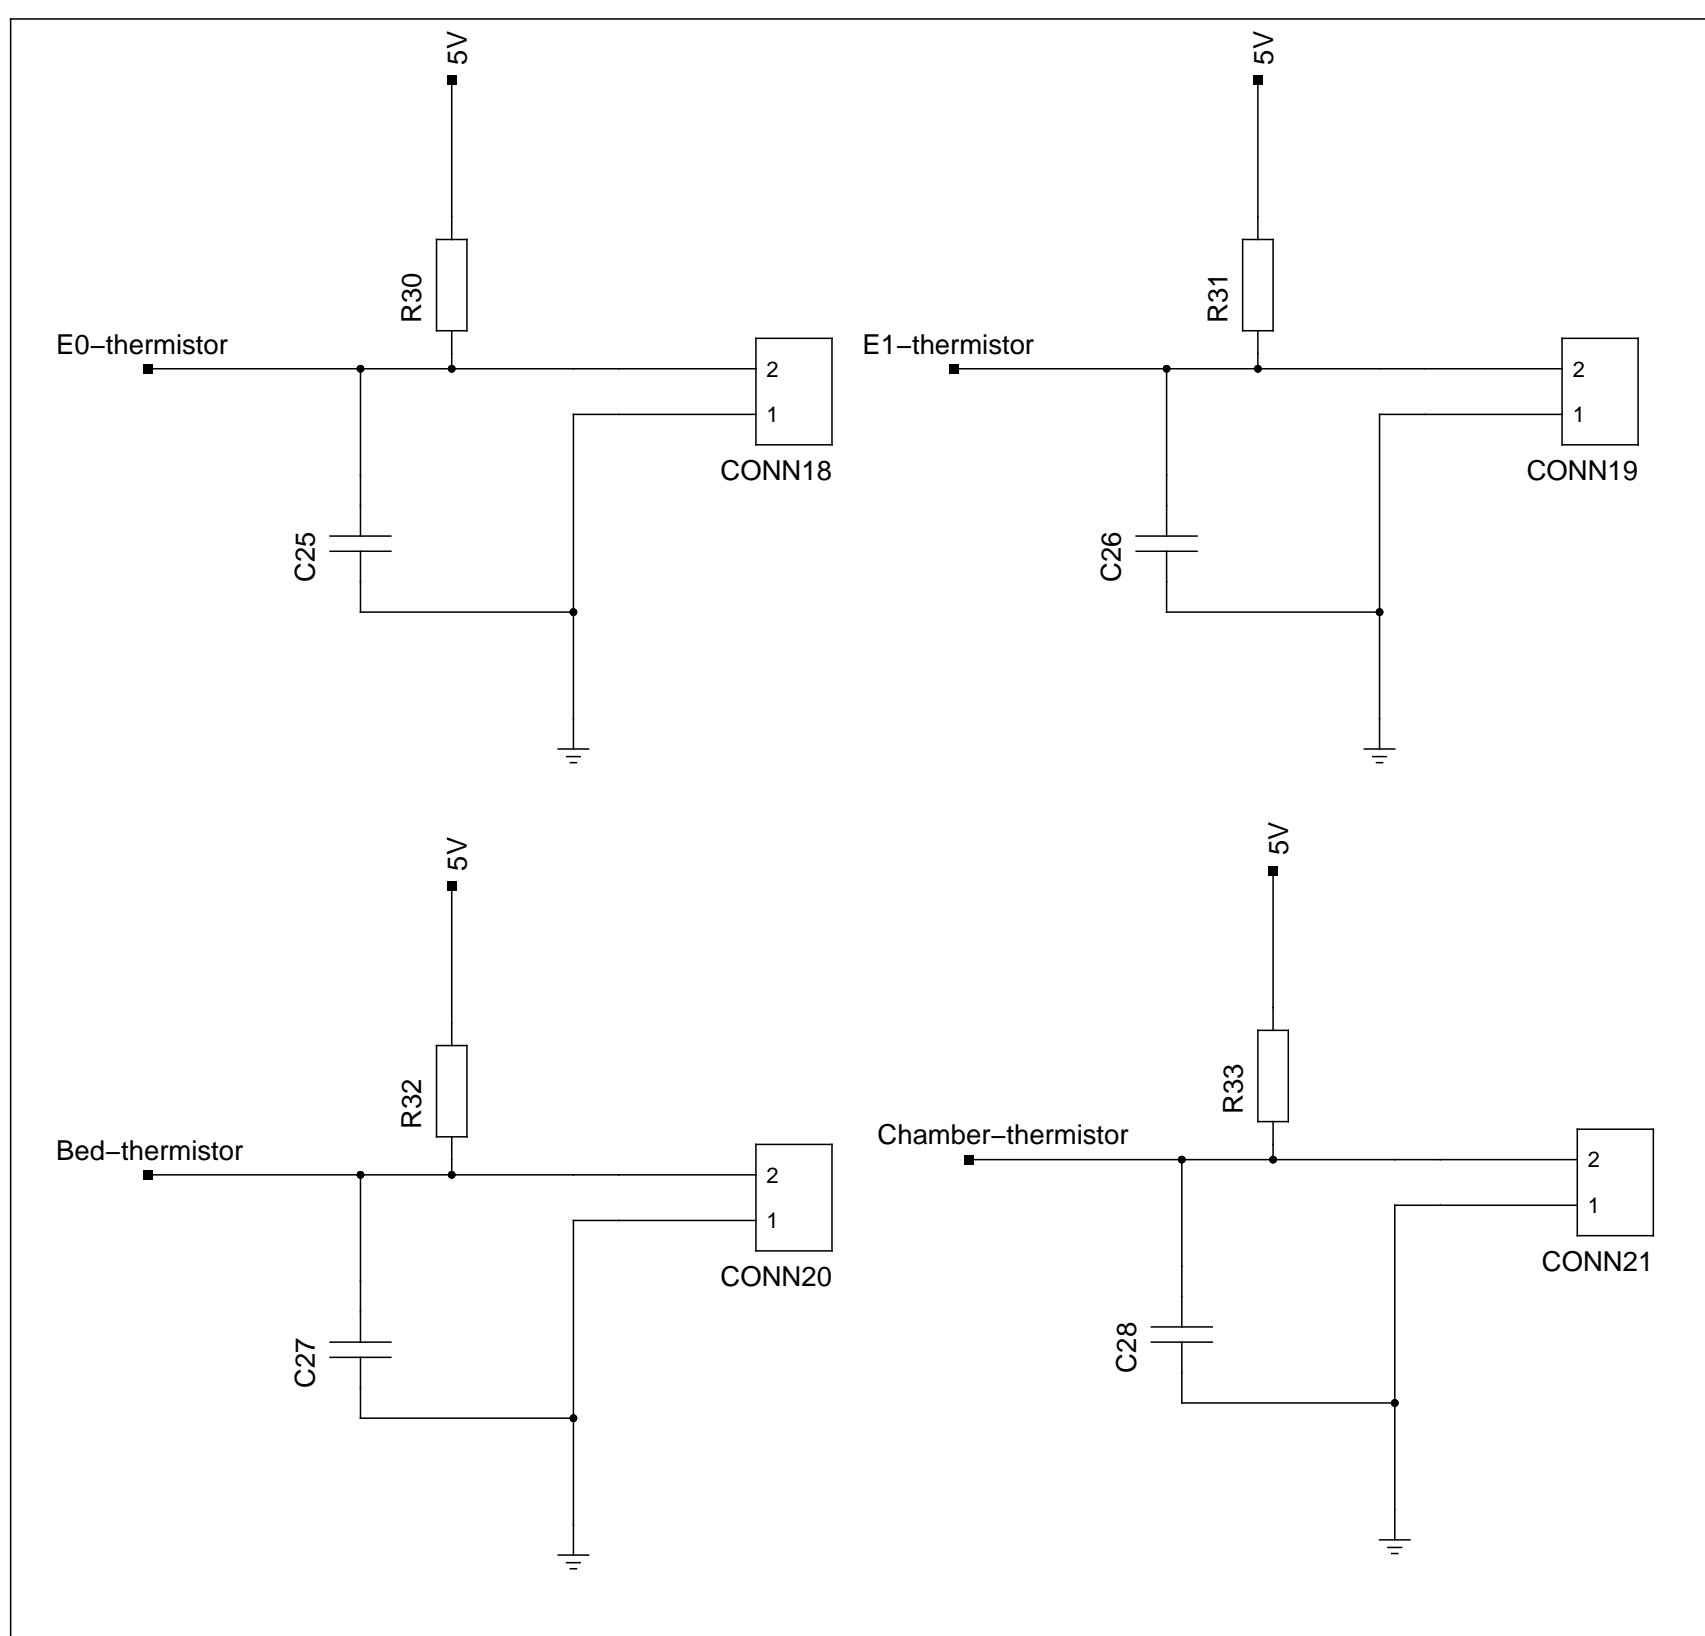 5V
R30
E0−thermistor
2
1
CONN18
C25
5V
R31
E1−thermistor
2
1
CONN19
C26
5V
R32
Bed−thermistor
2
1
CONN20
C27
5V
R33
Chamber−thermistor
2
1
CONN21
C28